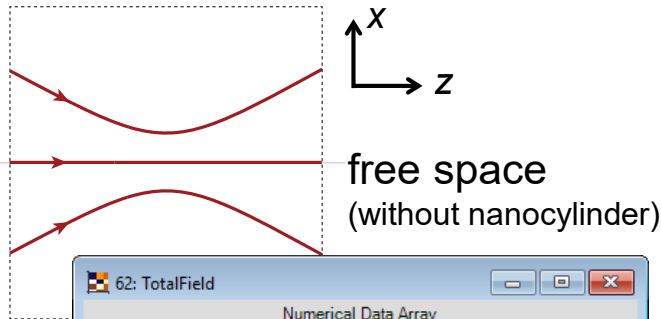 x
z
free space
(without nanocylinder)
62: TotalField
Numerical Data Array